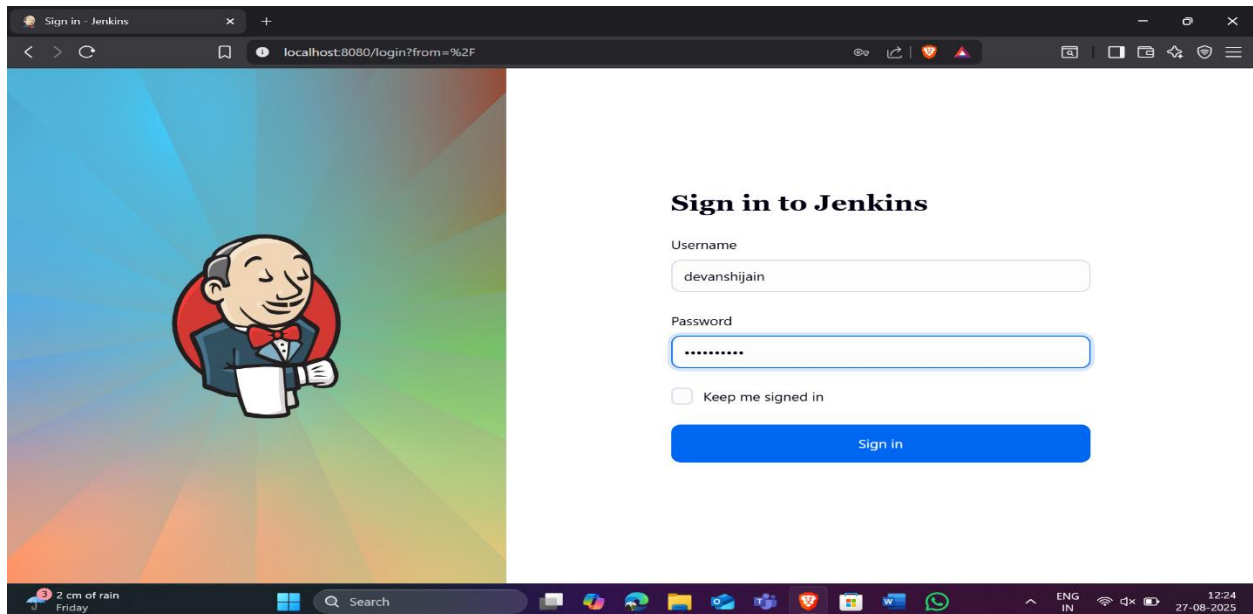 Sign in - Jenkins
localhost:8080/login?from=%2F
Sign in to Jenkins
Username
devanshijain
Password
••••••••••
Keep me signed in
Sign in
3
2 cm of rain
Friday
Search
ENG
IN
12:24
27-08-2025